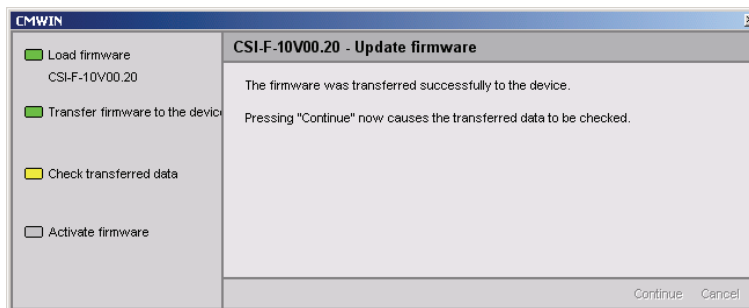 CMWIN
Load firmware
CSI-F-10V00.20
Transfer firmware to the device
Check transferred data
Activate firmware
CSI-F-10V00.20 - Update firmware
The firmware was transferred successfully to the device.
Pressing "Continue" now causes the transferred data to be checked.
Continue Cancel